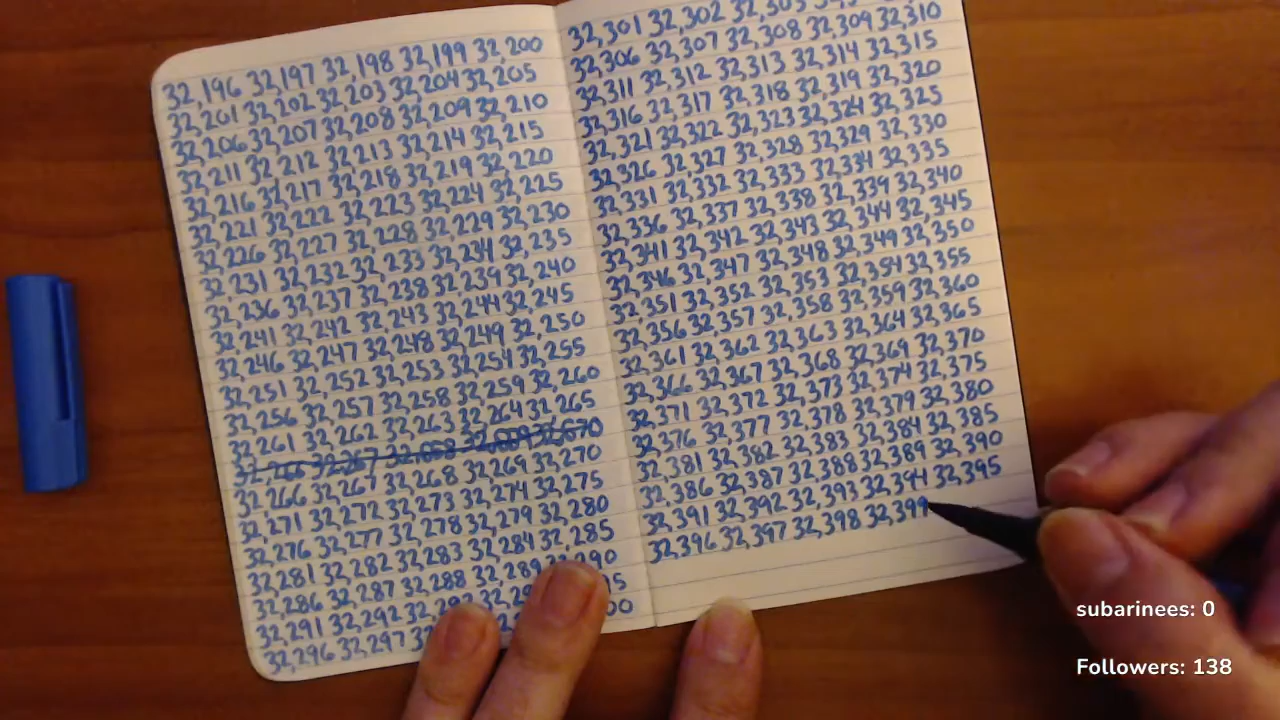 32,196 32,197 32,198 32,199 32,200
32,201 32,202 32,203 32,204 32,205
32,206 32,207 32,208 32,209 32,210
32,211 32,212 32,213 32,214 32,215
32,216 32,217 32,218 32,219 32,220
32,221 32,222 32,223 32,224 32,225
32,226 32,227 32,228 32,229 32,230
32,231 32,232 32,233 32,234 32,235
32,236 32,237 32,238 32,239 32,240
32,241 32,242 32,243 32,244 32,245
32,246 32,247 32,248 32,249 32,250
32,251 32,252 32,253 32,254 32,255
32,256 32,257 32,258 32,259 32,260
32,261 32,262 32,263 32,264 32,265
32,266 32,267 32,668 32,669 32,670
32,266 32,267 32,268 32,269 32,270
32,271 32,272 32,273 32,274 32,275
32,276 32,277 32,278 32,279 32,280
32,281 32,282 32,283 32,284 32,285
32,286 32,287 32,288 32,289
32,291 32,292
32,296 32,297
32,301 32,302 32,303
32,306 32,307 32,308 32,309 32,310
32,311 32,312 32,313 32,314 32,315
32,316 32,317 32,318 32,319 32,320
32,321 32,322 32,323 32,324 32,325
32,326 32,327 32,328 32,329 32,330
32,331 32,332 32,333 32,334 32,335
32,336 32,337 32,338 32,339 32,340
32,341 32,342 32,343 32,344 32,345
32,346 32,347 32,348 32,349 32,350
32,351 32,352 32,353 32,354 32,355
32,356 32,357 32,358 32,359 32,360
32,361 32,362 32,363 32,364 32,365
32,366 32,367 32,368 32,369 32,370
32,371 32,372 32,373 32,374 32,375
32,376 32,377 32,378 32,379 32,380
32,381 32,382 32,383 32,384 32,385
32,386 32,387 32,388 32,389 32,390
32,391 32,392 32,393 32,394 32,395
32,396 32,397 32,398 32,399
subarinees: 0
Followers: 138